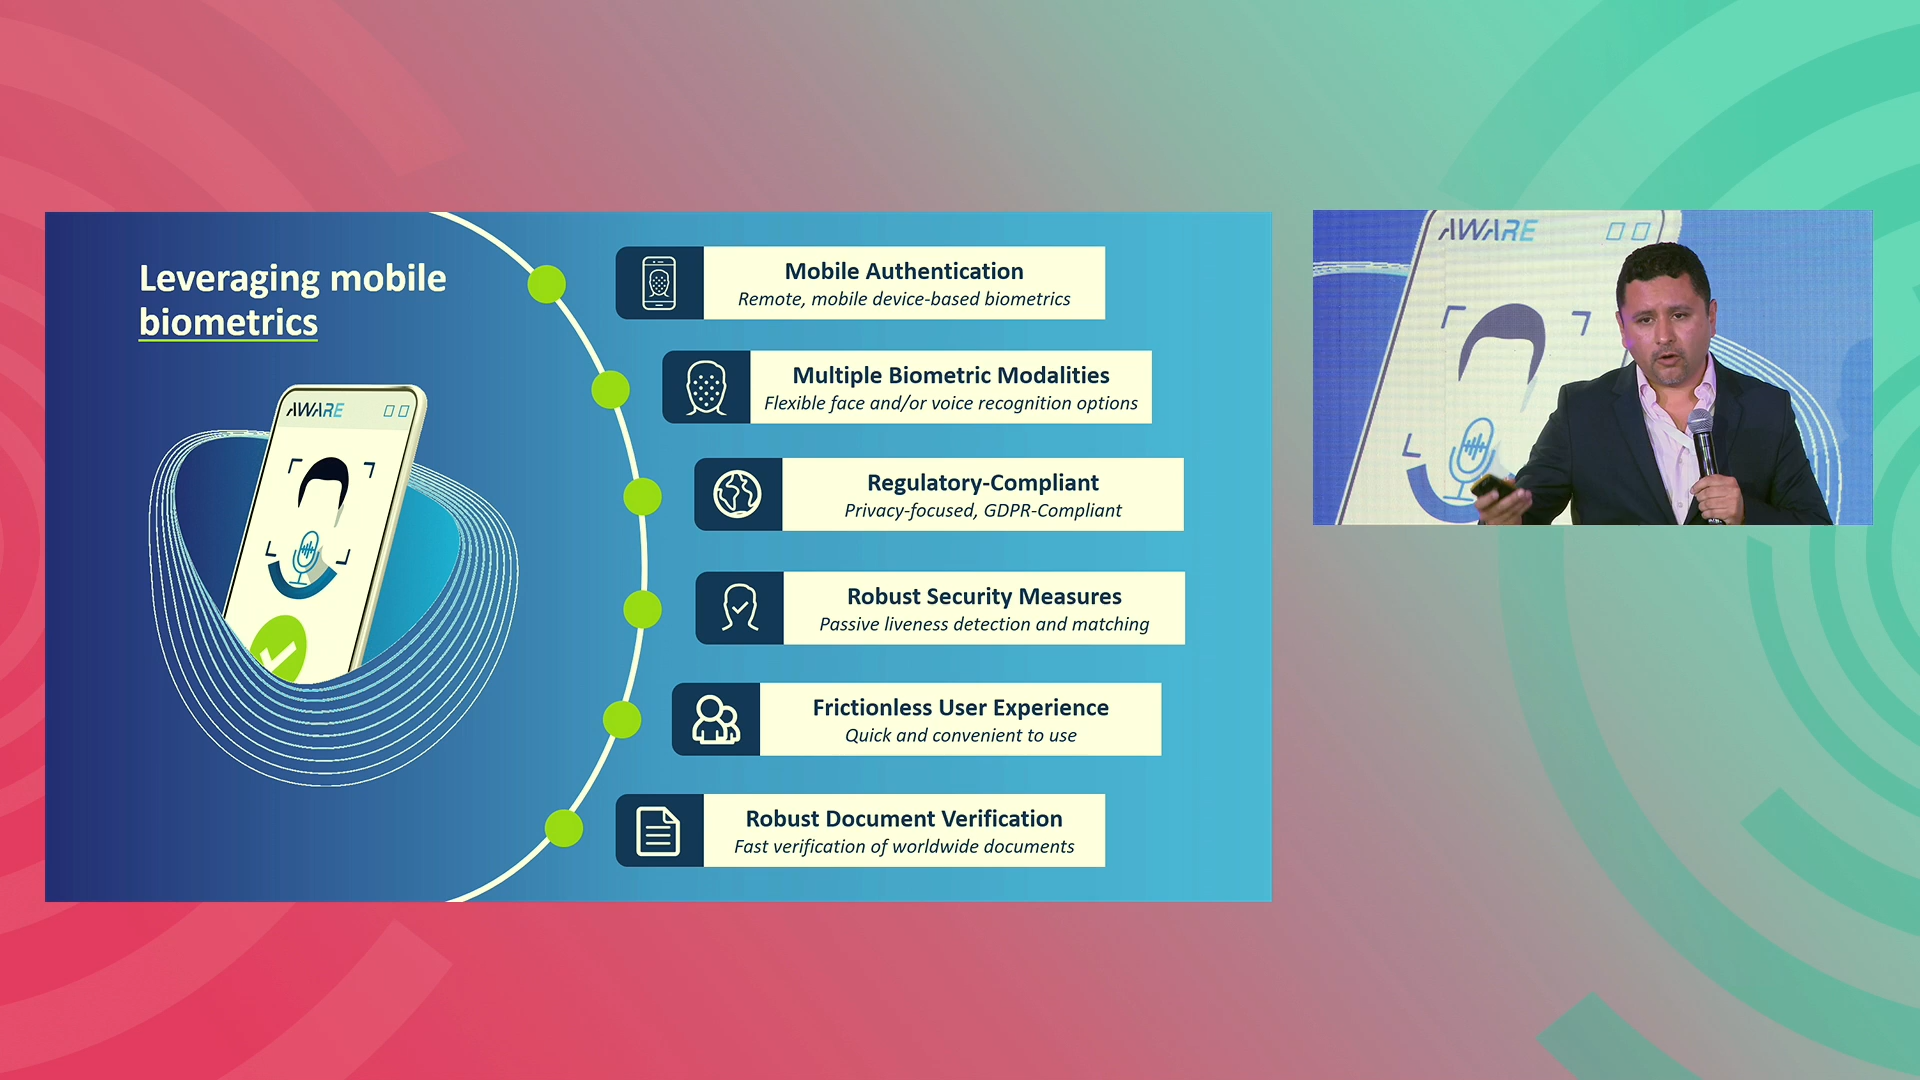 Leveraging mobile
biometrics
AWARE
Mobile Authentication
Remote, mobile device-based biometrics
Multiple Biometric Modalities
Flexible face and/or voice recognition options
Regulatory-Compliant
Privacy-focused, GDPR-Compliant
Robust Security Measures
Passive liveness detection and matching
Frictionless User Experience
Quick and convenient to use
Robust Document Verification
Fast verification of worldwide documents
AWARE